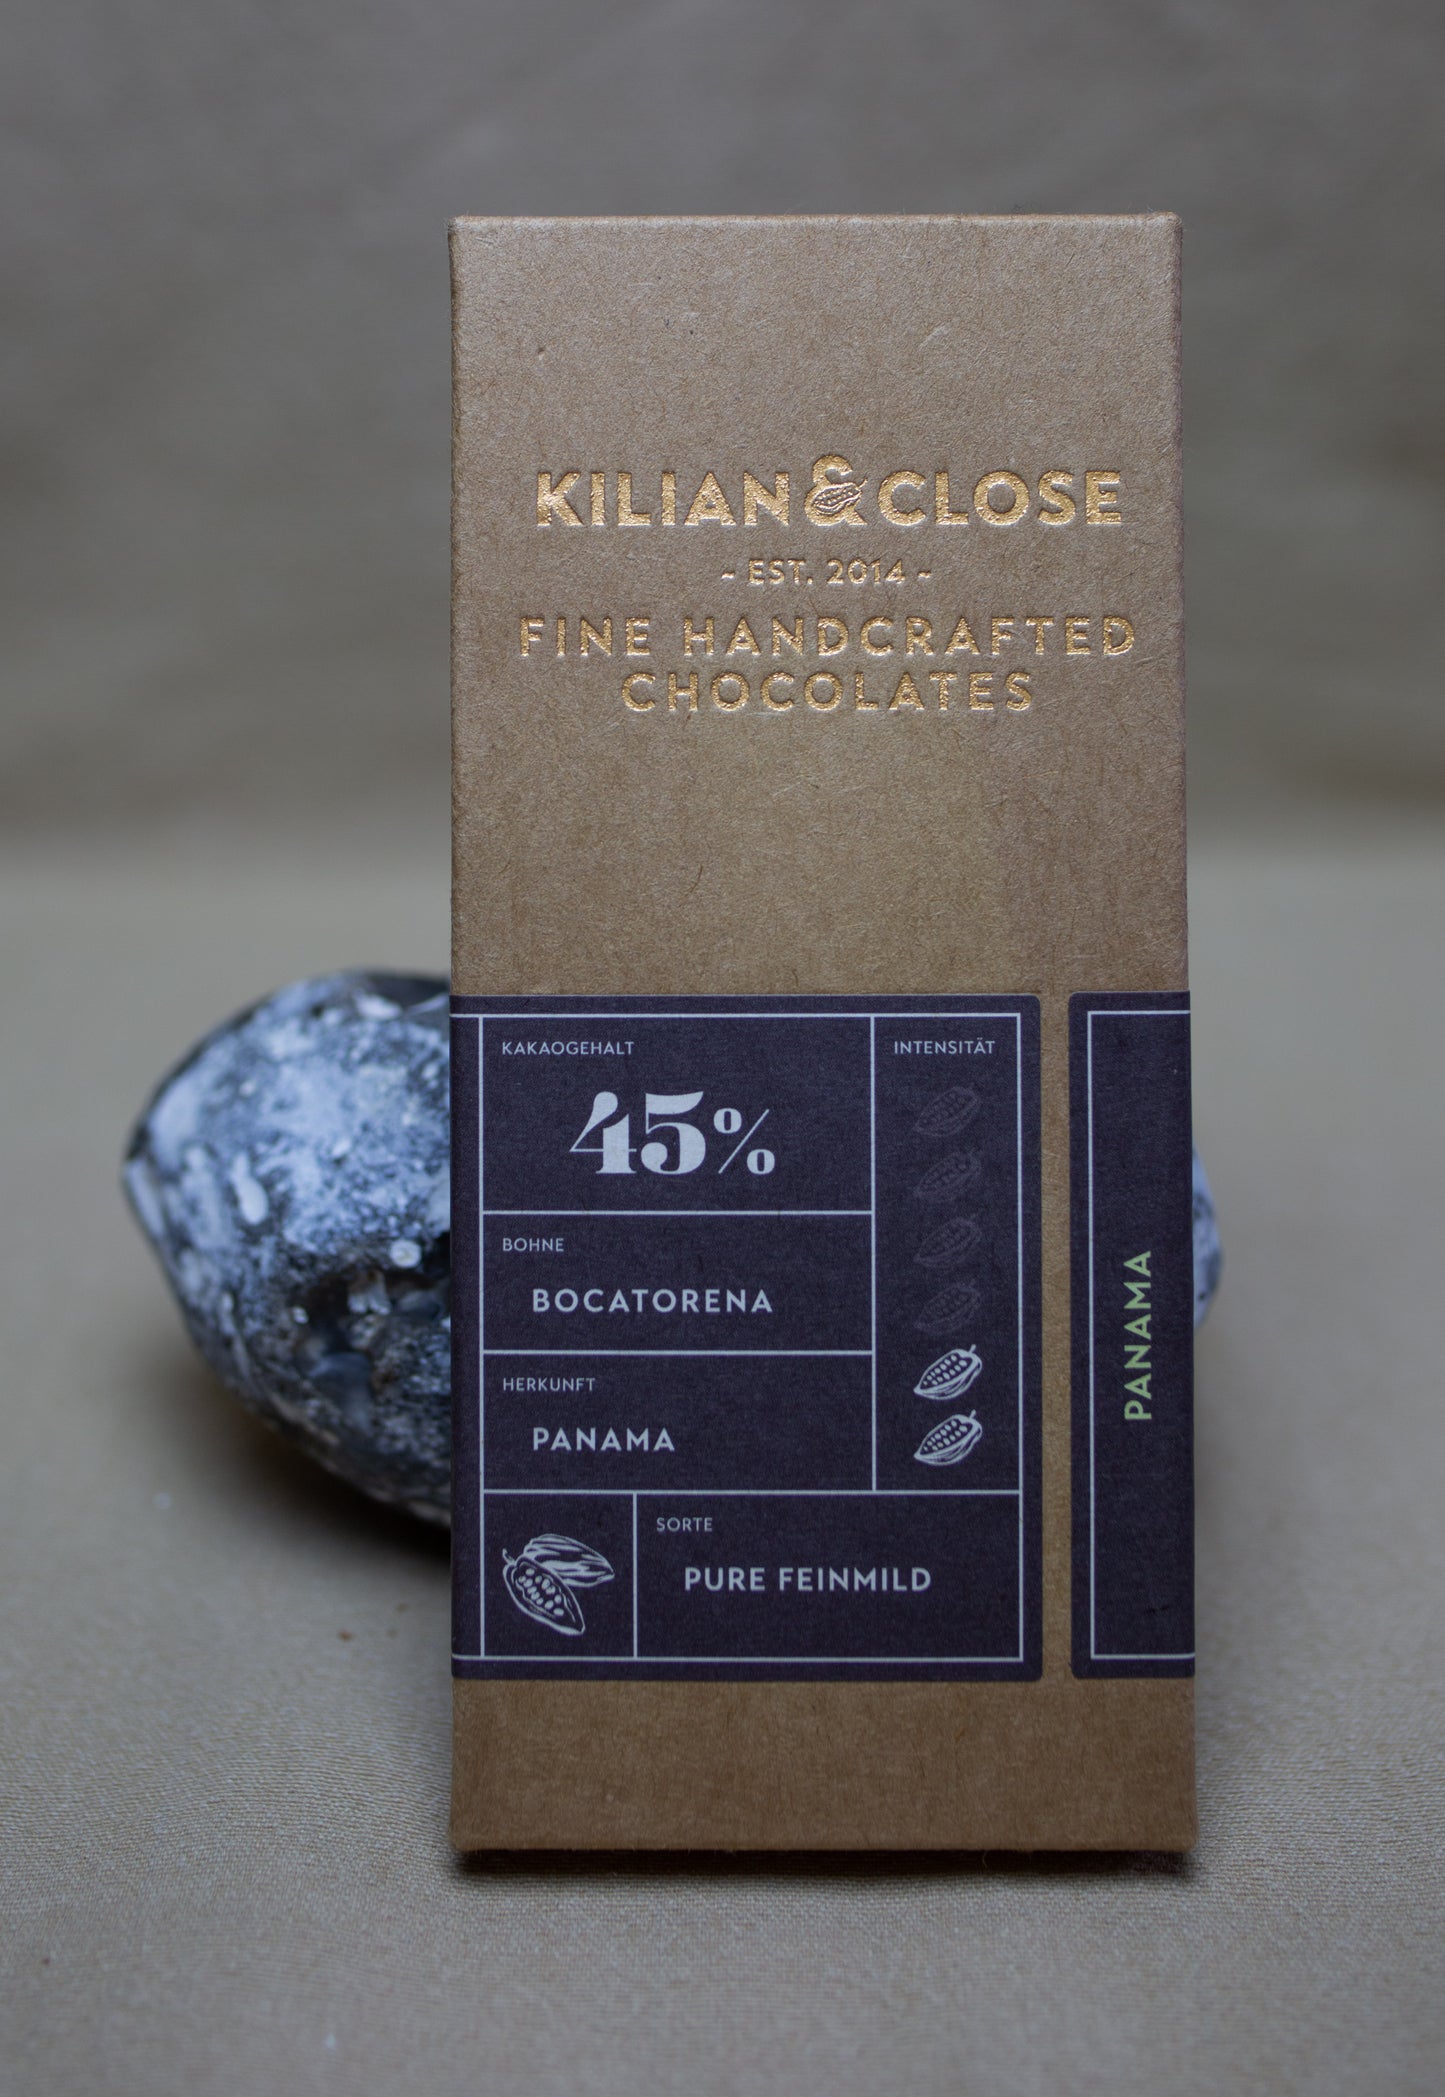 KILIAN & CLOSE
- EST. 2014 -
FINE HANDCRAFTED
CHOCOLATES
KAKAOGEHALT
45%
INTENSITÄT
BOHNE
BOCATORENA
HERKUNFT
PANAMA
SORTE
PURE FEINMILD
PANAMA